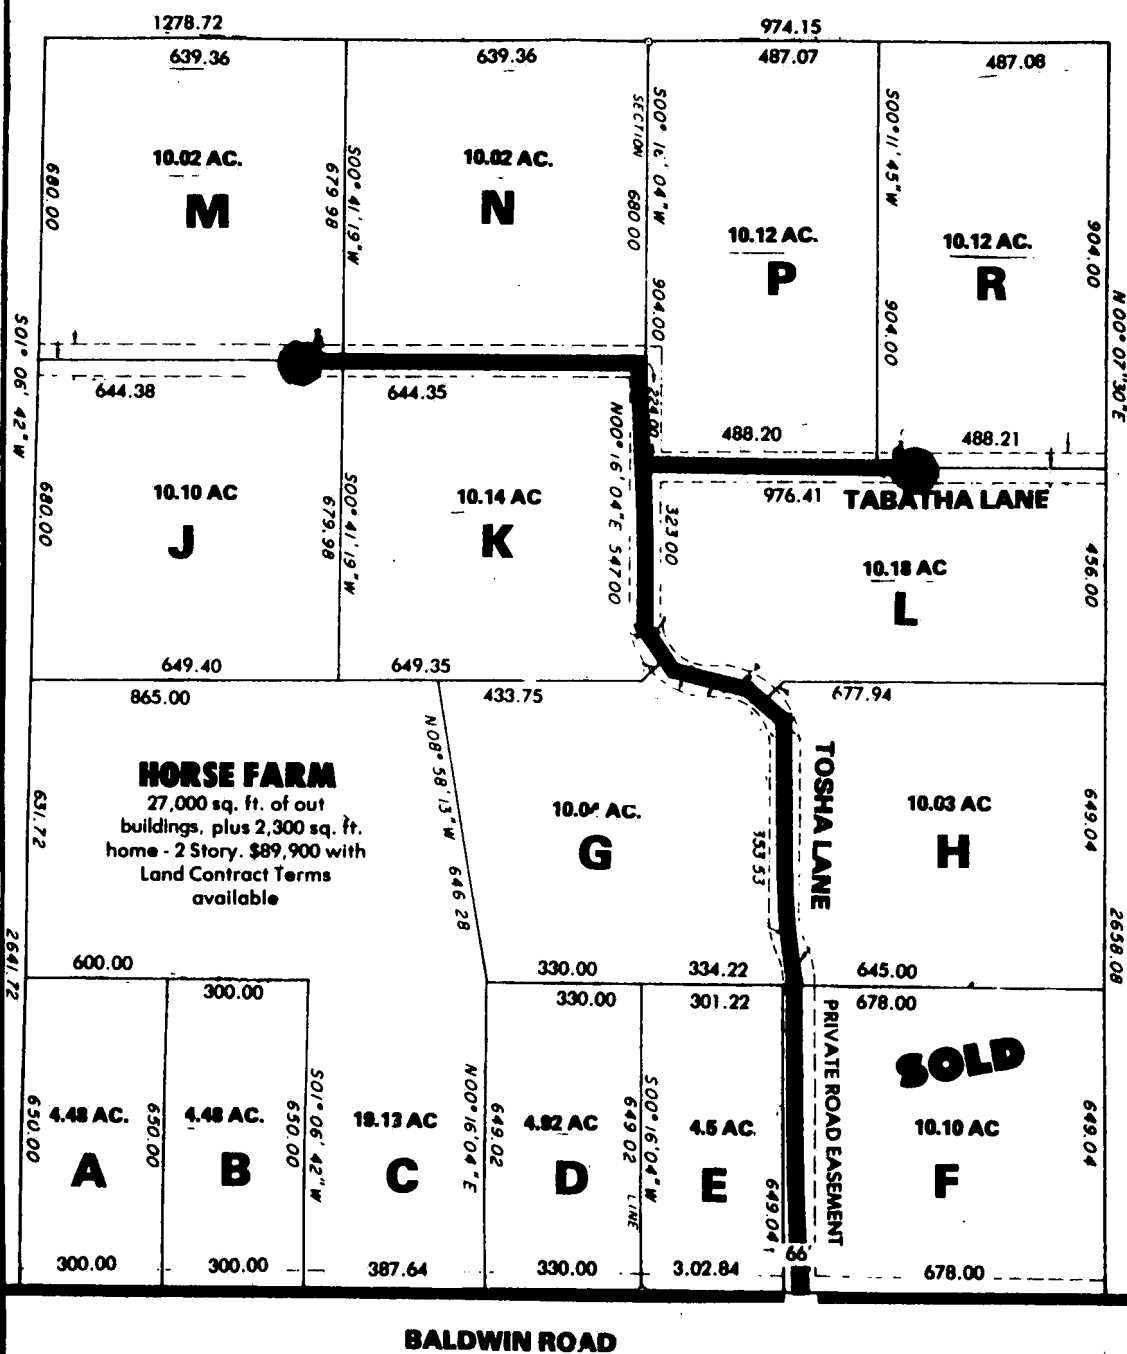 1278.72
974.15
639.36
639.36
487.07
487.08
10.02 AC.
M
680.00
S00° 41' 19" W
679.98
10.02 AC.
N
SECTION
680.00
904.00
10.12 AC.
P
S00° 11' 45" W
904.00
10.12 AC.
R
904.00
N00° 07' 30" E
S01° 06' 42" W
644.38
644.35
224.00
488.20
488.21
976.41
TABATHA LANE
10.10 AC
J
680.00
S00° 41' 19" W
679.98
10.14 AC
K
N00° 16' 04" E 547.00
323.00
10.18 AC
L
456.00
649.40
649.35
865.00
433.75
677.94
HORSE FARM
27,000 sq. ft. of out
buildings, plus 2,300 sq. ft.
home - 2 Story. $89,900 with
Land Contract Terms
available
631.72
N08° 58' 13" W 646 28
G
353 53
TOSHA LANE
10.03 AC
H
649.04
2641.72
2658.08
600.00
300.00
330.00
334.22
645.00
330.00
301.22
678.00
SOLD
650.00
4.48 AC.
A
650.00
4.48 AC.
B
650.00
S01° 06' 42" W
19.13 AC
C
N00° 16' 04" E
649.02
4.92 AC
D
S00° 16' 04" W
649 02
LINE
4.5 AC.
E
649.04
PRIVATE ROAD EASEMENT
10.10 AC
F
649.04
300.00
300.00
387.64
330.00
3.02.84
66'
678.00
BALDWIN ROAD